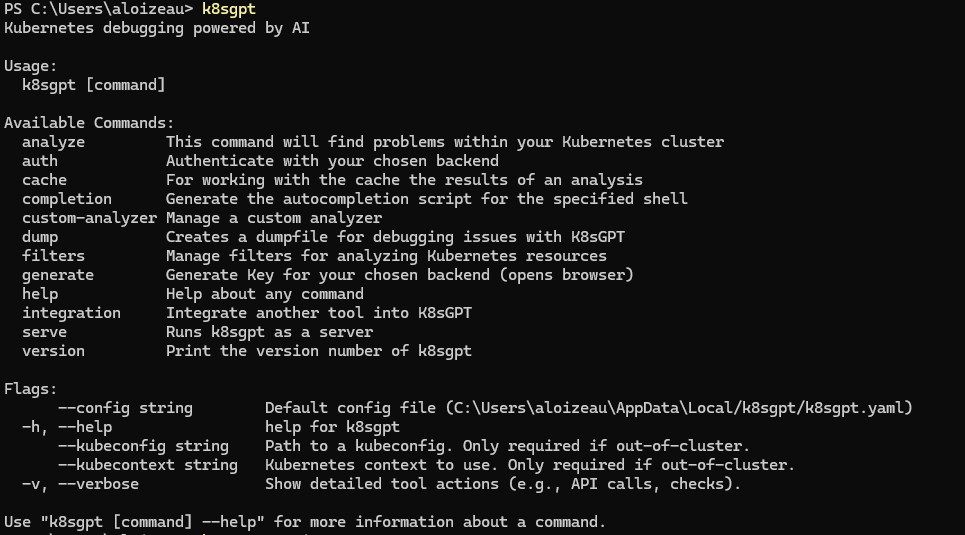 PS C:\Users\aloizeau> k8sgpt
Kubernetes debugging powered by AI

Usage:
  k8sgpt [command]

Available Commands:
  analyze         This command will find problems within your Kubernetes cluster
  auth            Authenticate with your chosen backend
  cache           For working with the cache the results of an analysis
  completion      Generate the autocompletion script for the specified shell
  custom-analyzer Manage a custom analyzer
  dump            Creates a dumpfile for debugging issues with K8sGPT
  filters         Manage filters for analyzing Kubernetes resources
  generate        Generate Key for your chosen backend (opens browser)
  help            Help about any command
  integration     Integrate another tool into K8sGPT
  serve           Runs k8sgpt as a server
  version         Print the version number of k8sgpt

Flags:
      --config string        Default config file (C:\Users\aloizeau\AppData\Local/k8sgpt/k8sgpt.yaml)
  -h, --help                 help for k8sgpt
      --kubeconfig string    Path to a kubeconfig. Only required if out-of-cluster.
      --kubecontext string   Kubernetes context to use. Only required if out-of-cluster.
  -v, --verbose              Show detailed tool actions (e.g., API calls, checks).

Use "k8sgpt [command] --help" for more information about a command.